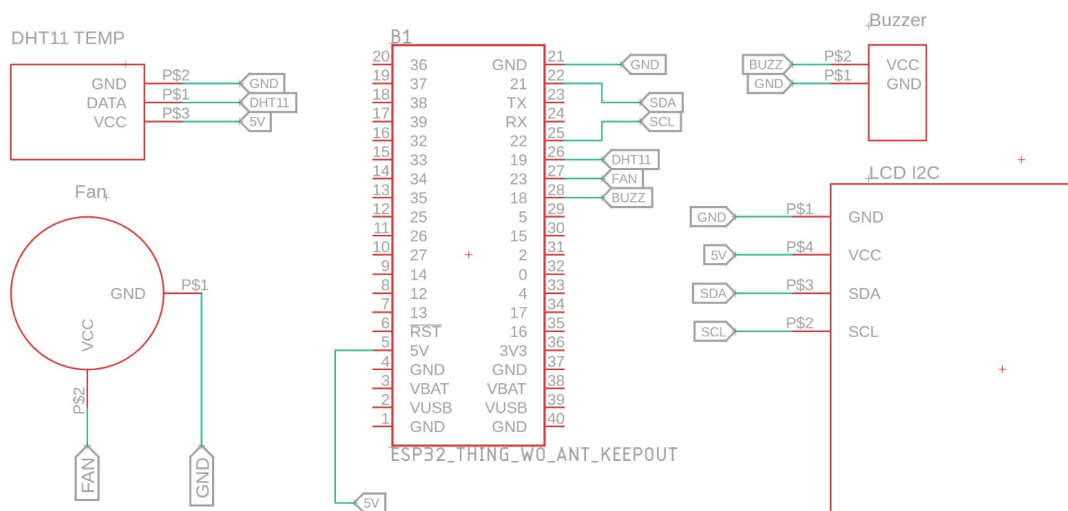 DHT11 TEMP
GND P$2 GND
DATA P$1 DHT11
VCC P$3 5V
Fan
GND P$1
VCC
P$2
FAN
GND
B1
20 36 GND 21 GND
19 37 21 22
18 38 TX 23 SDA
17 39 RX 24 SCL
16 32 22 25
15 33 19 26 DHT11
14 34 23 27 FAN
13 35 18 28 BUZZ
12 25 5 29
11 26 15 30
10 27 2 31
9 14 0 32
8 12 4 33
7 13 17 34
6 RST 16 35
5 5V 3V3 36
4 GND GND 37
3 VBAT VBAT 38
2 VUSB VUSB 39
1 GND GND 40
ESP32_THING_WO_ANT_KEEPOUT
5V
Buzzer
BUZZ P$2 VCC
GND P$1 GND
LCD I2C
GND P$1 GND
5V P$4 VCC
SDA P$3 SDA
SCL P$2 SCL